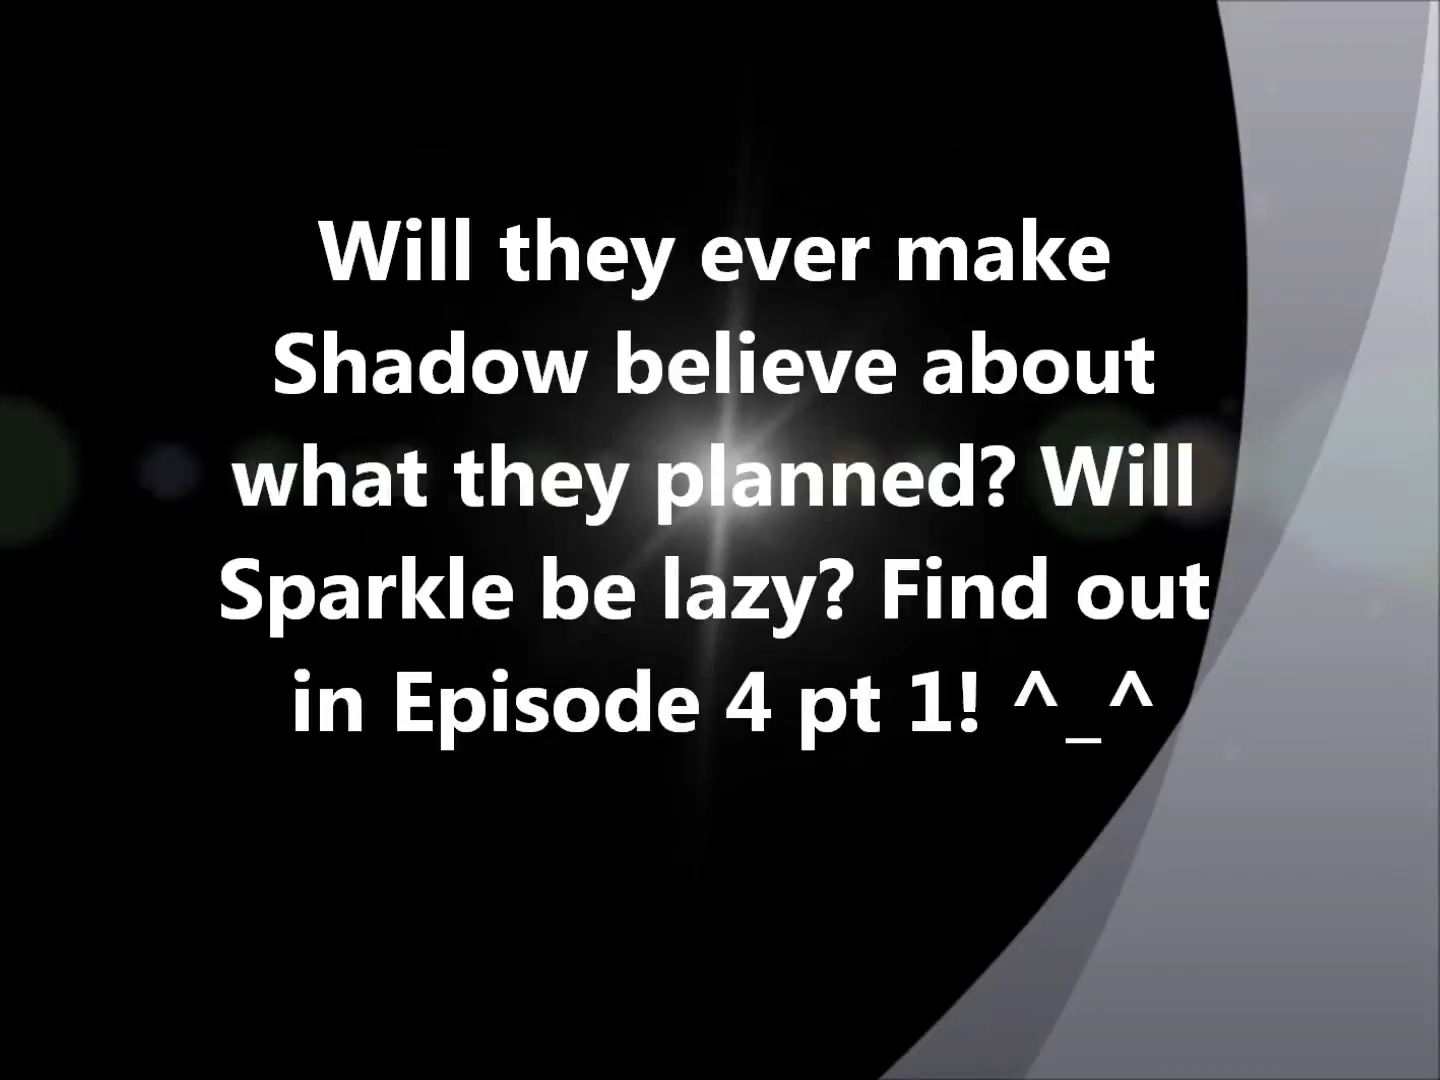 Will they ever make
Shadow believe about
what they planned? Will
Sparkle be lazy? Find out
in Episode 4 pt 1! ^_^